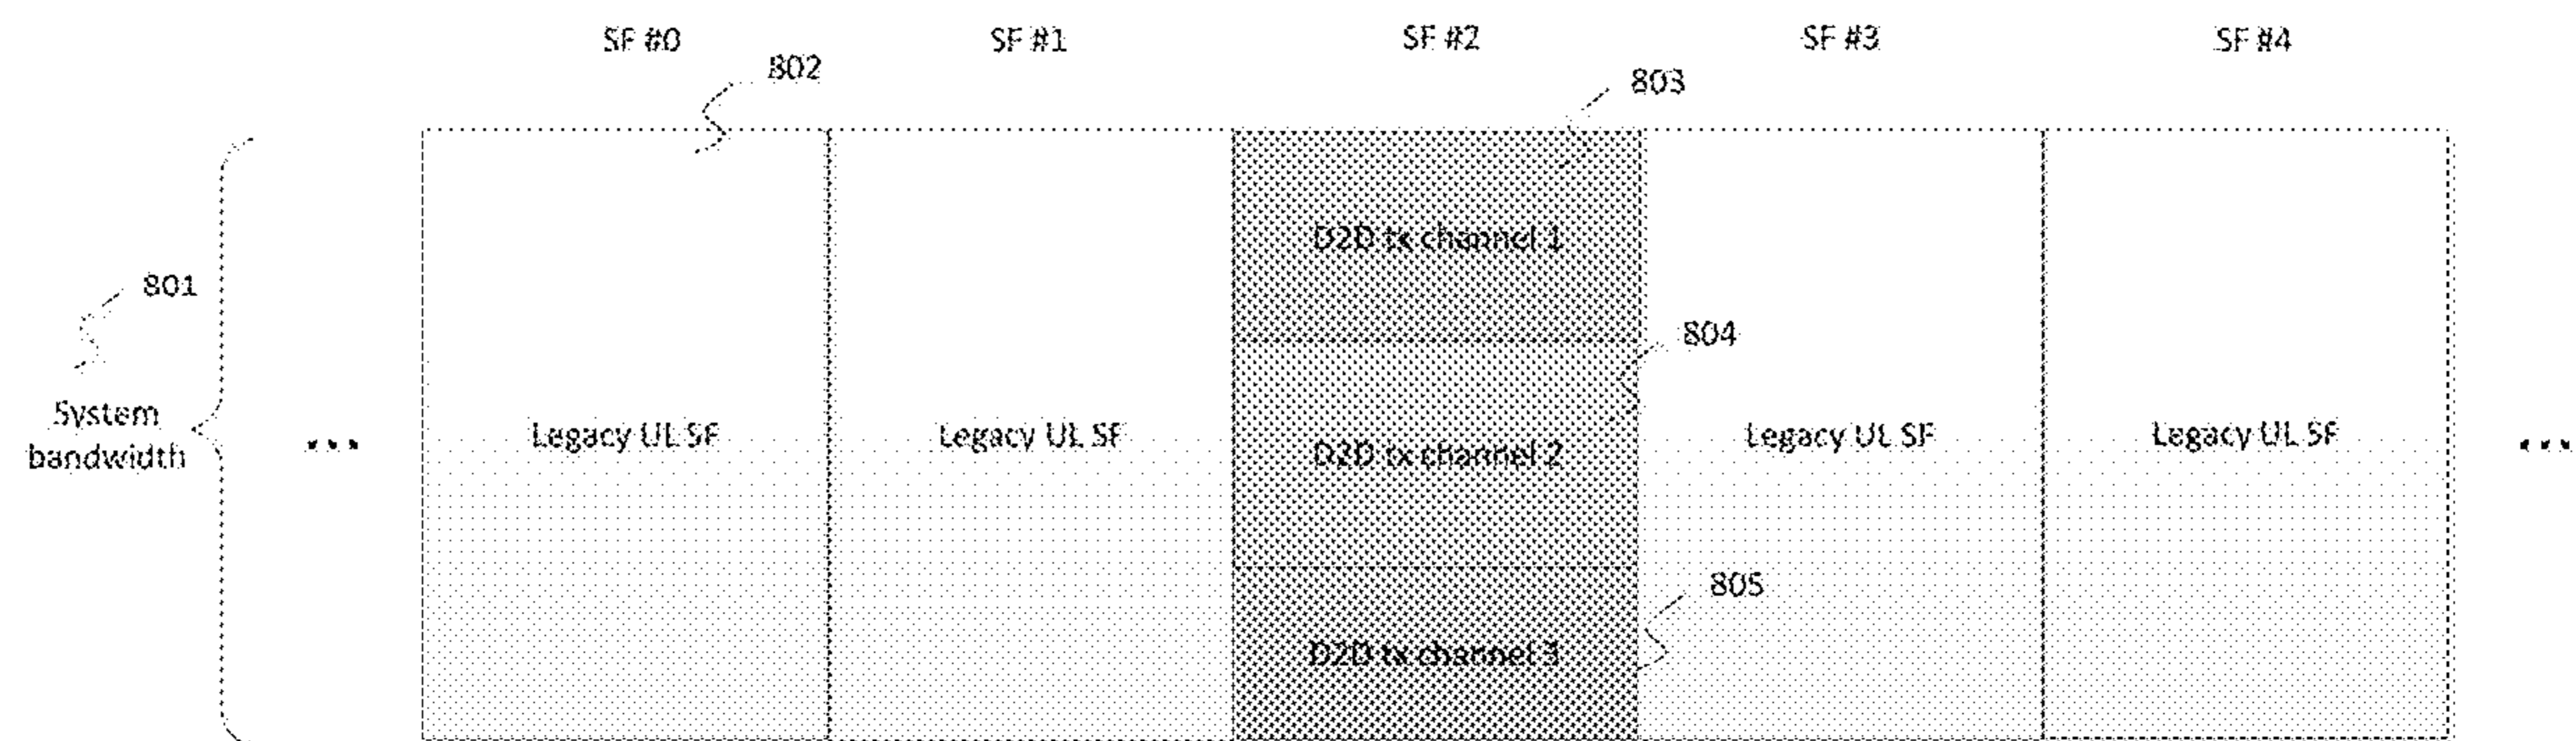 SF #0
SF #1
SF #2
SF #3
SF #4
802
803
801
804
System
bandwidth
...
Legacy UL SF
Legacy UL SF
D2D tx channel 1
D2D tx channel 2
D2D tx channel 3
Legacy UL SF
Legacy UL SF
...
805